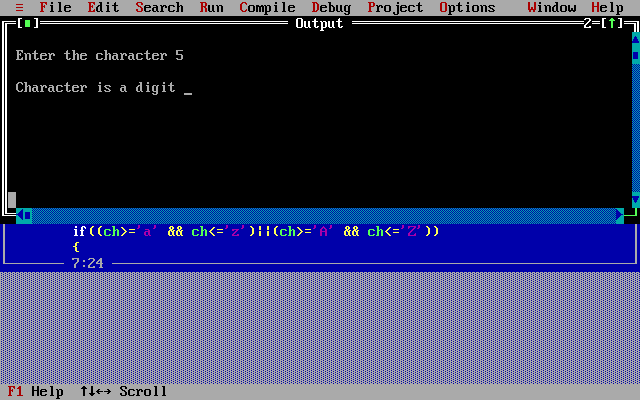 ≡ File Edit Search Run Compile Debug Project Options Window Help
[■] Output 2=[↑]
Enter the character 5
Character is a digit _
if((ch>='a' && ch<='z')||(ch>='A' && ch<='Z'))
{
7:24
F1 Help ↑↓←→ Scroll